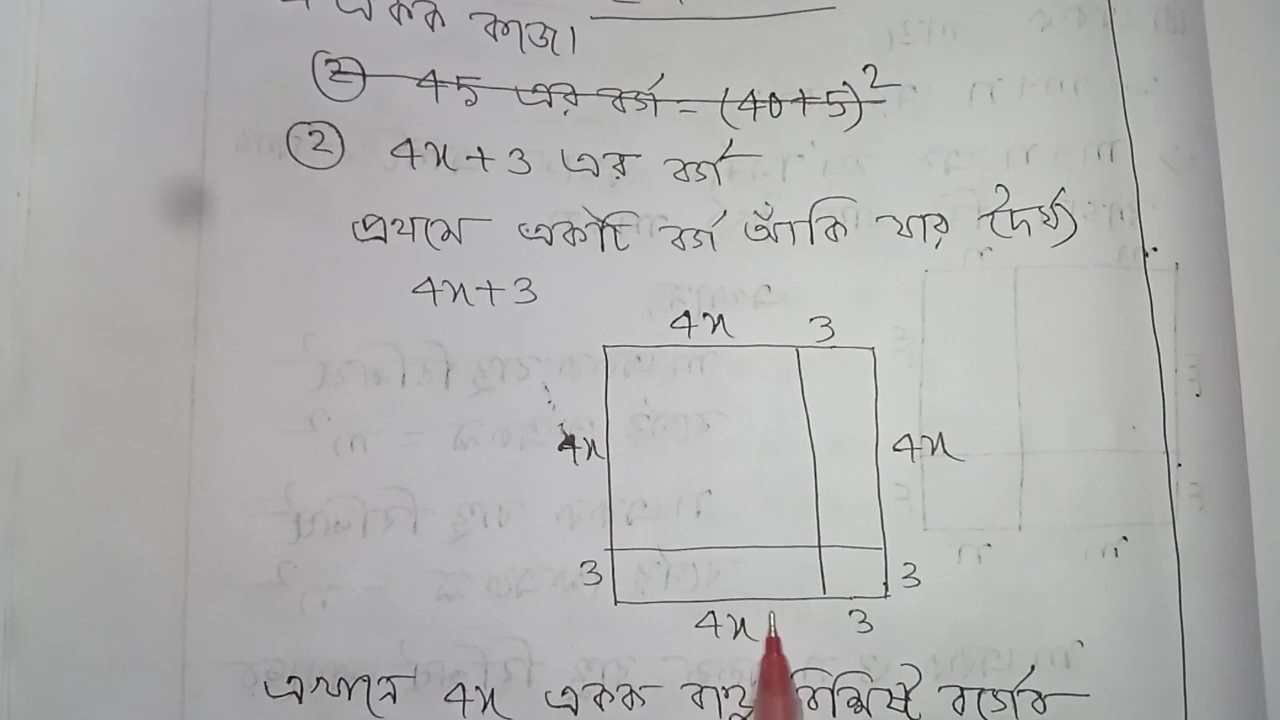 একক কাজ।
② 45 এর বর্গ = (40+5)²
② 4x+3 এর বর্গ
প্রথমে একটি বর্গ আঁকি যার দৈর্ঘ্য
4x+3
4x 3
4x 4x
3 3
4x 3
এখানে 4x একক বাহু বিশিষ্ট বর্গের